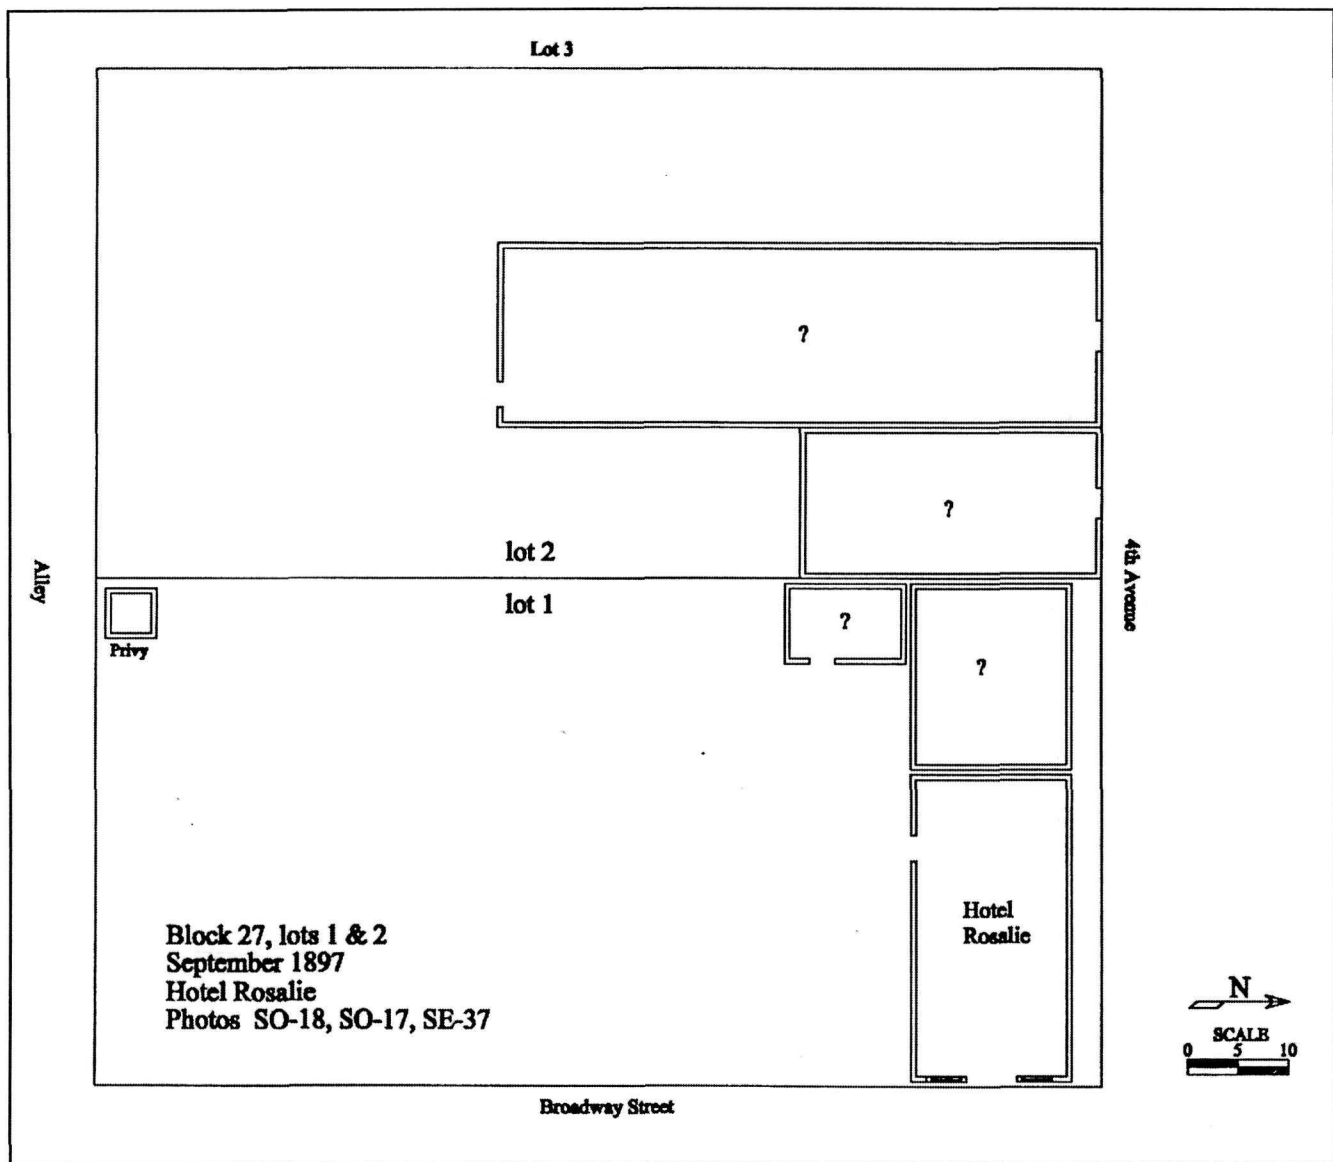 Lot 3
?
?
lot 2
lot 1
Alley
4th Avenue
Privy
?
?
Hotel
Rosalie
Block 27, lots 1 & 2
September 1897
Hotel Rosalie
Photos SO-18, SO-17, SE-37
N
SCALE
0 5 10
Broadway Street